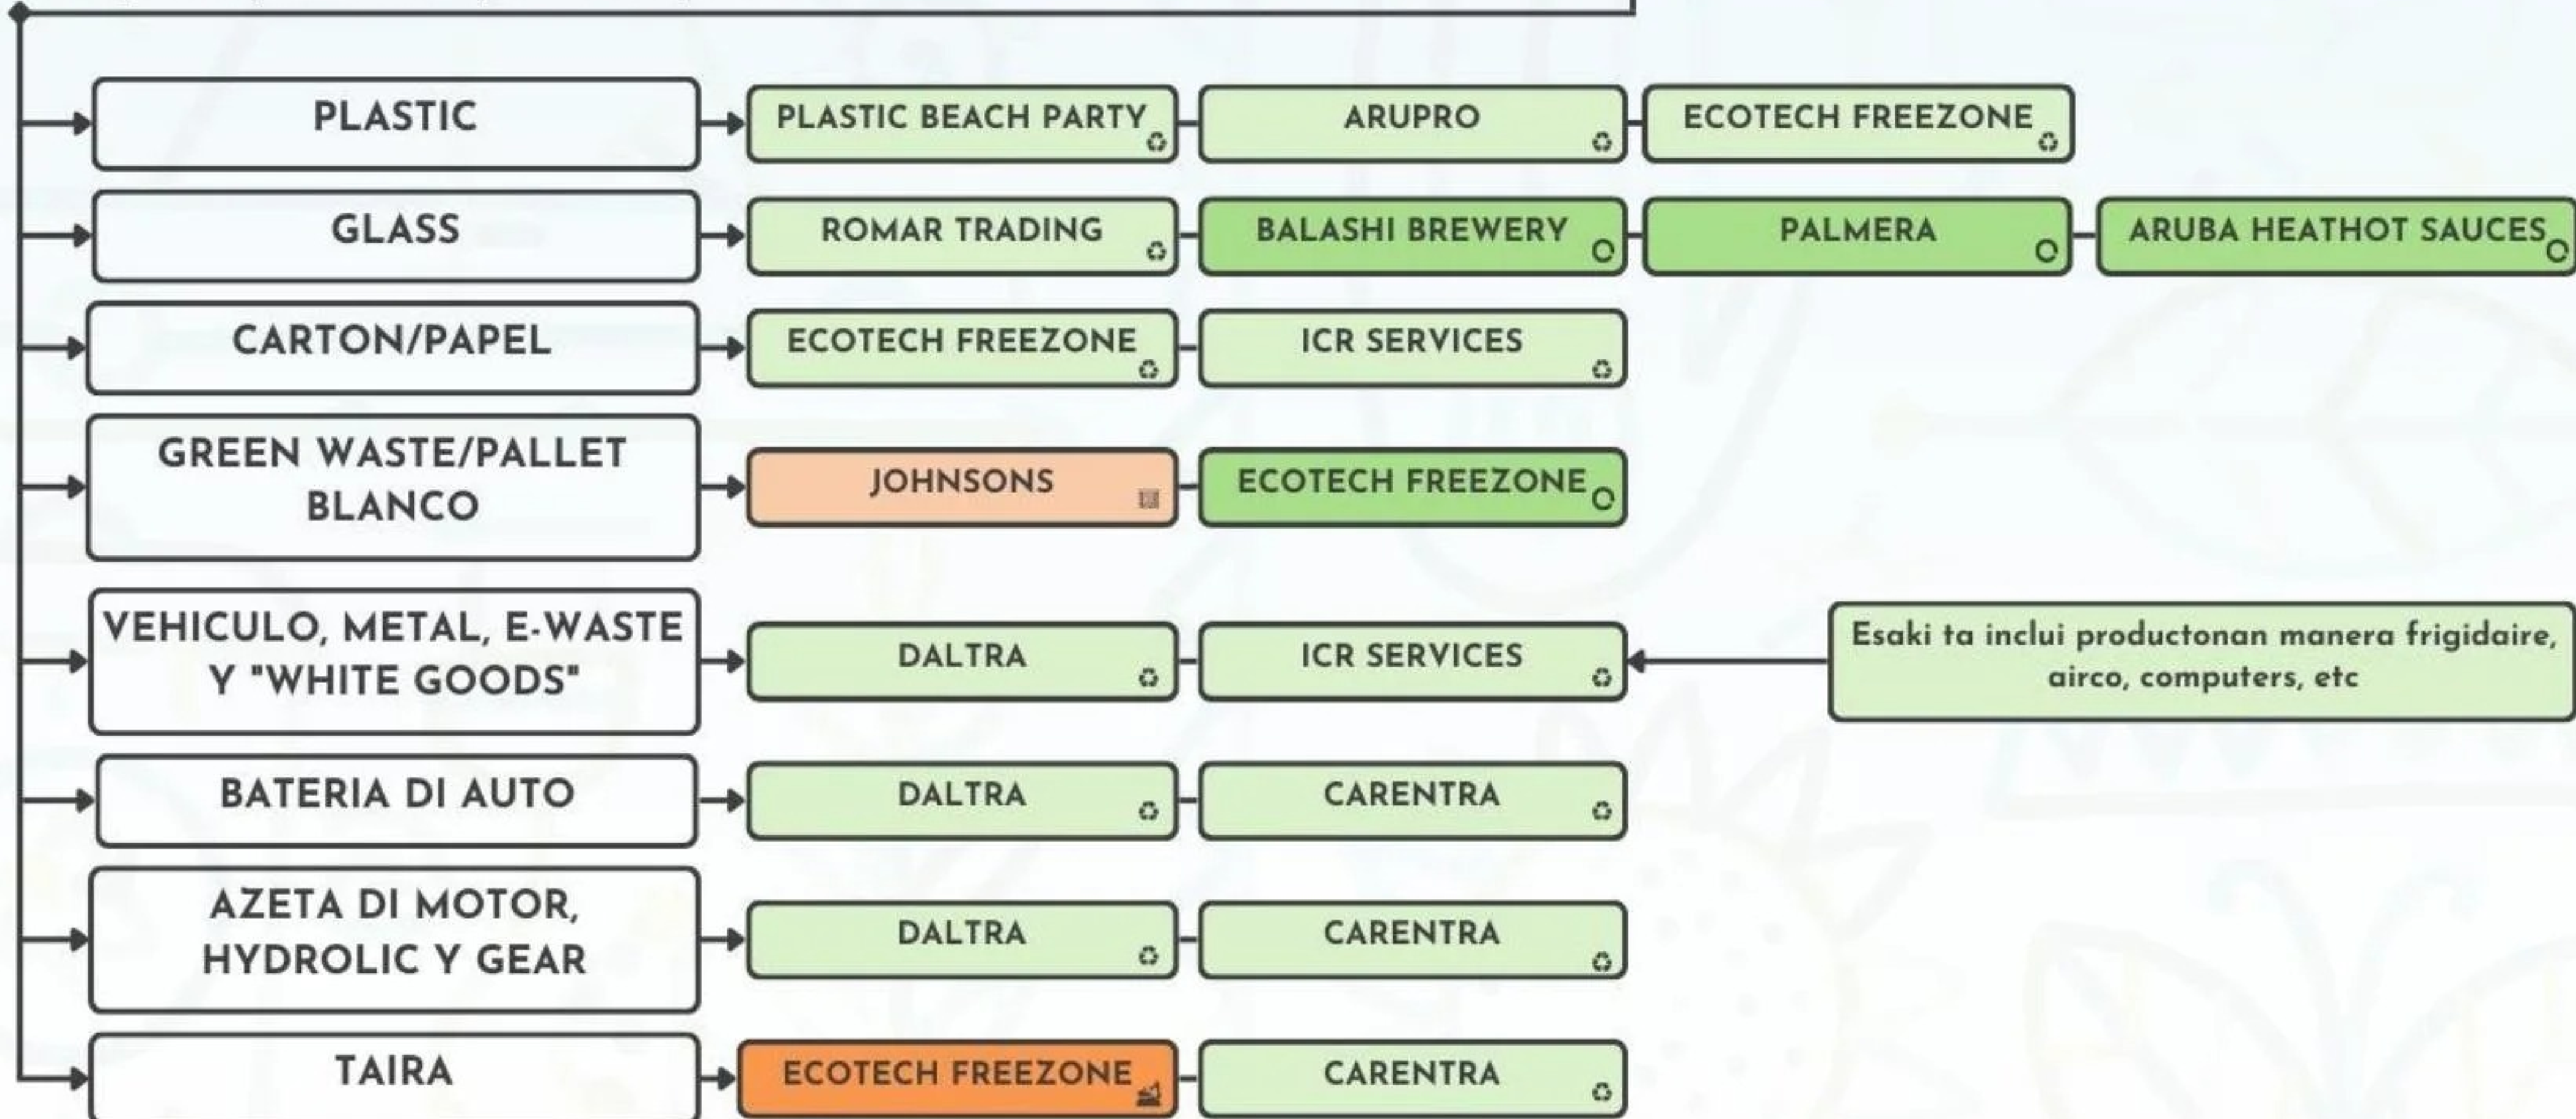 PLASTIC
PLASTIC BEACH PARTY
ARUPRO
ECOTECH FREEZONE
GLASS
ROMAR TRADING
BALASHI BREWERY
PALMERA
ARUBA HEATHOT SAUCES
CARTON/PAPEL
ECOTECH FREEZONE
ICR SERVICES
GREEN WASTE/PALLET
BLANCO
JOHNSONS
ECOTECH FREEZONE
VEHICULO, METAL, E-WASTE
Y "WHITE GOODS"
DALTRA
ICR SERVICES
Esaki ta inclui productonan manera frigidaire,
airco, computers, etc
BATERIA DI AUTO
DALTRA
CARENTRA
AZETA DI MOTOR,
HYDROLIC Y GEAR
DALTRA
CARENTRA
TAIRA
ECOTECH FREEZONE
CARENTRA